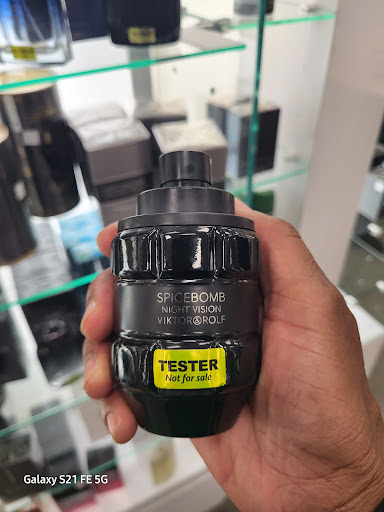 SPICEBOMB
NIGHT VISION
VIKTOR&ROLF
TESTER
Not for sale
Galaxy S21 FE 5G